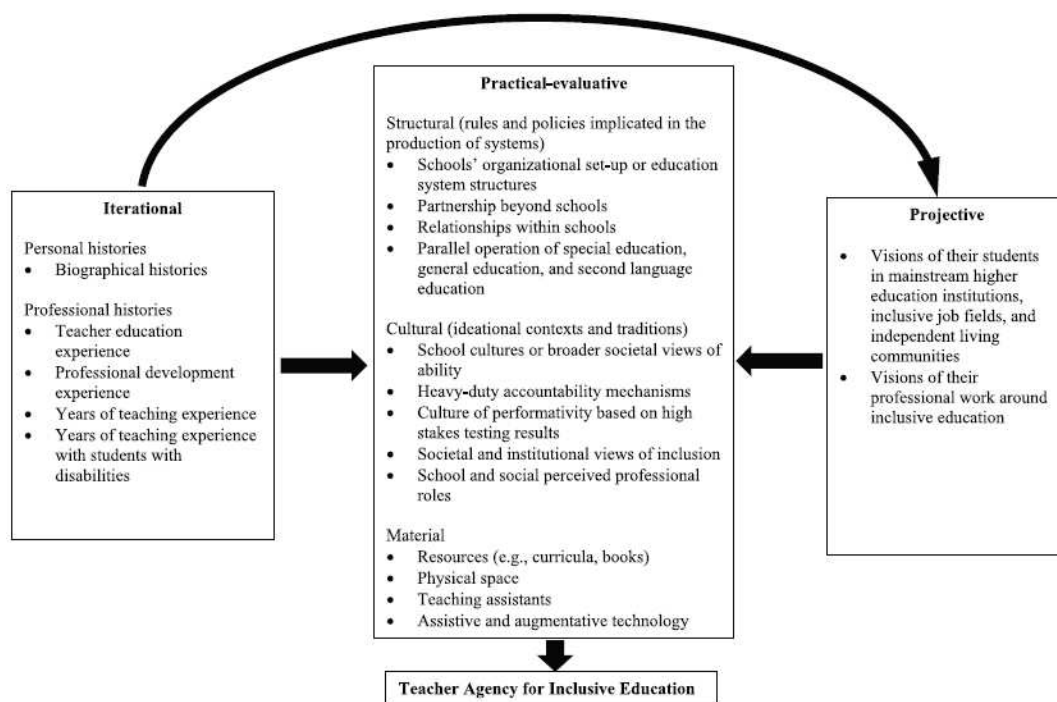 Iterational
Personal histories
• Biographical histories
Professional histories
• Teacher education
experience
• Professional development
experience
• Years of teaching experience
• Years of teaching experience
with students with
disabilities
Practical-evaluative
Structural (rules and policies implicated in the
production of systems)
• Schools' organizational set-up or education
system structures
• Partnership beyond schools
• Relationships within schools
• Parallel operation of special education,
general education, and second language
education
Cultural (ideational contexts and traditions)
• School cultures or broader societal views of
ability
• Heavy-duty accountability mechanisms
• Culture of performativity based on high
stakes testing results
• Societal and institutional views of inclusion
• School and social perceived professional
roles
Material
• Resources (e.g., curricula, books)
• Physical space
• Teaching assistants
• Assistive and augmentative technology
Projective
• Visions of their students
in mainstream higher
education institutions,
inclusive job fields, and
independent living
communities
• Visions of their
professional work around
inclusive education
Teacher Agency for Inclusive Education